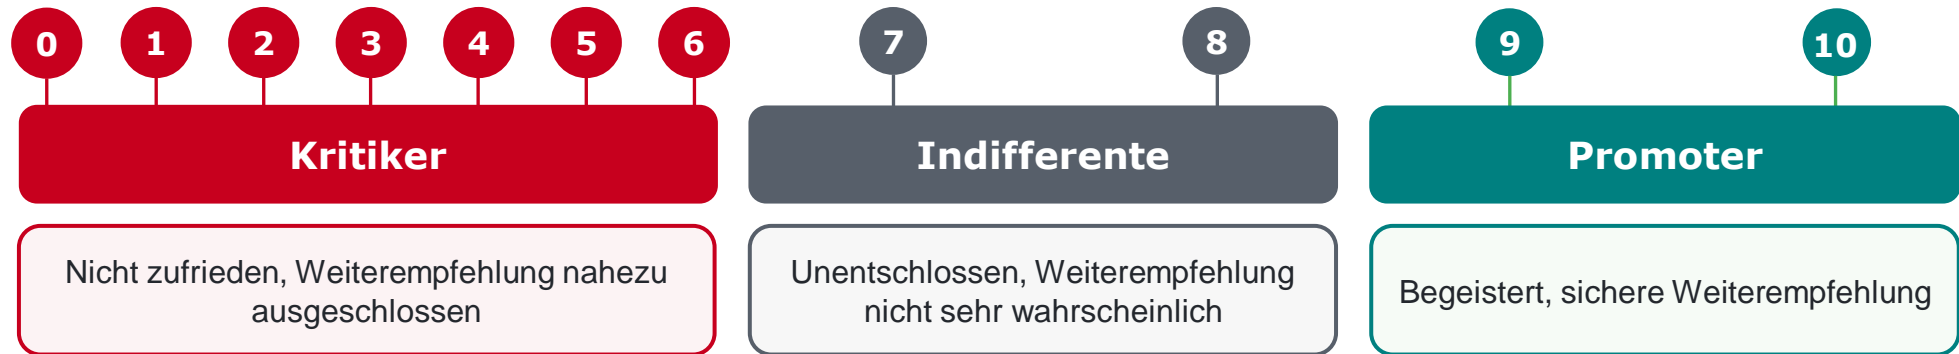 0 1 2 3 4 5 6 7 8 9 10
Kritiker
Indifferente
Promoter
Nicht zufrieden, Weiterempfehlung nahezu
ausgeschlossen
Unentschlossen, Weiterempfehlung
nicht sehr wahrscheinlich
Begeistert, sichere Weiterempfehlung